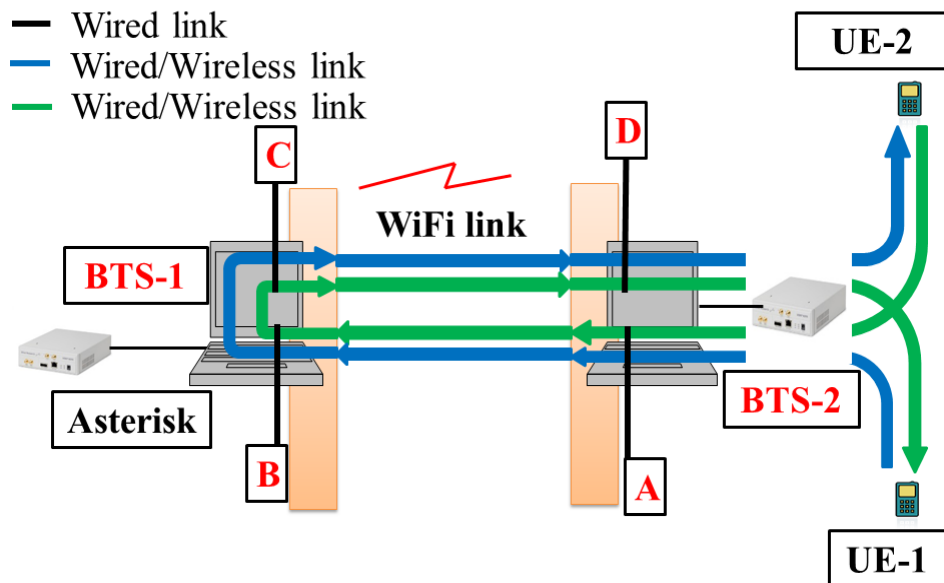 Wired link
Wired/Wireless link
Wired/Wireless link
UE-2
D
C
WiFi link
BTS-1
BTS-2
Asterisk
B
A
UE-1